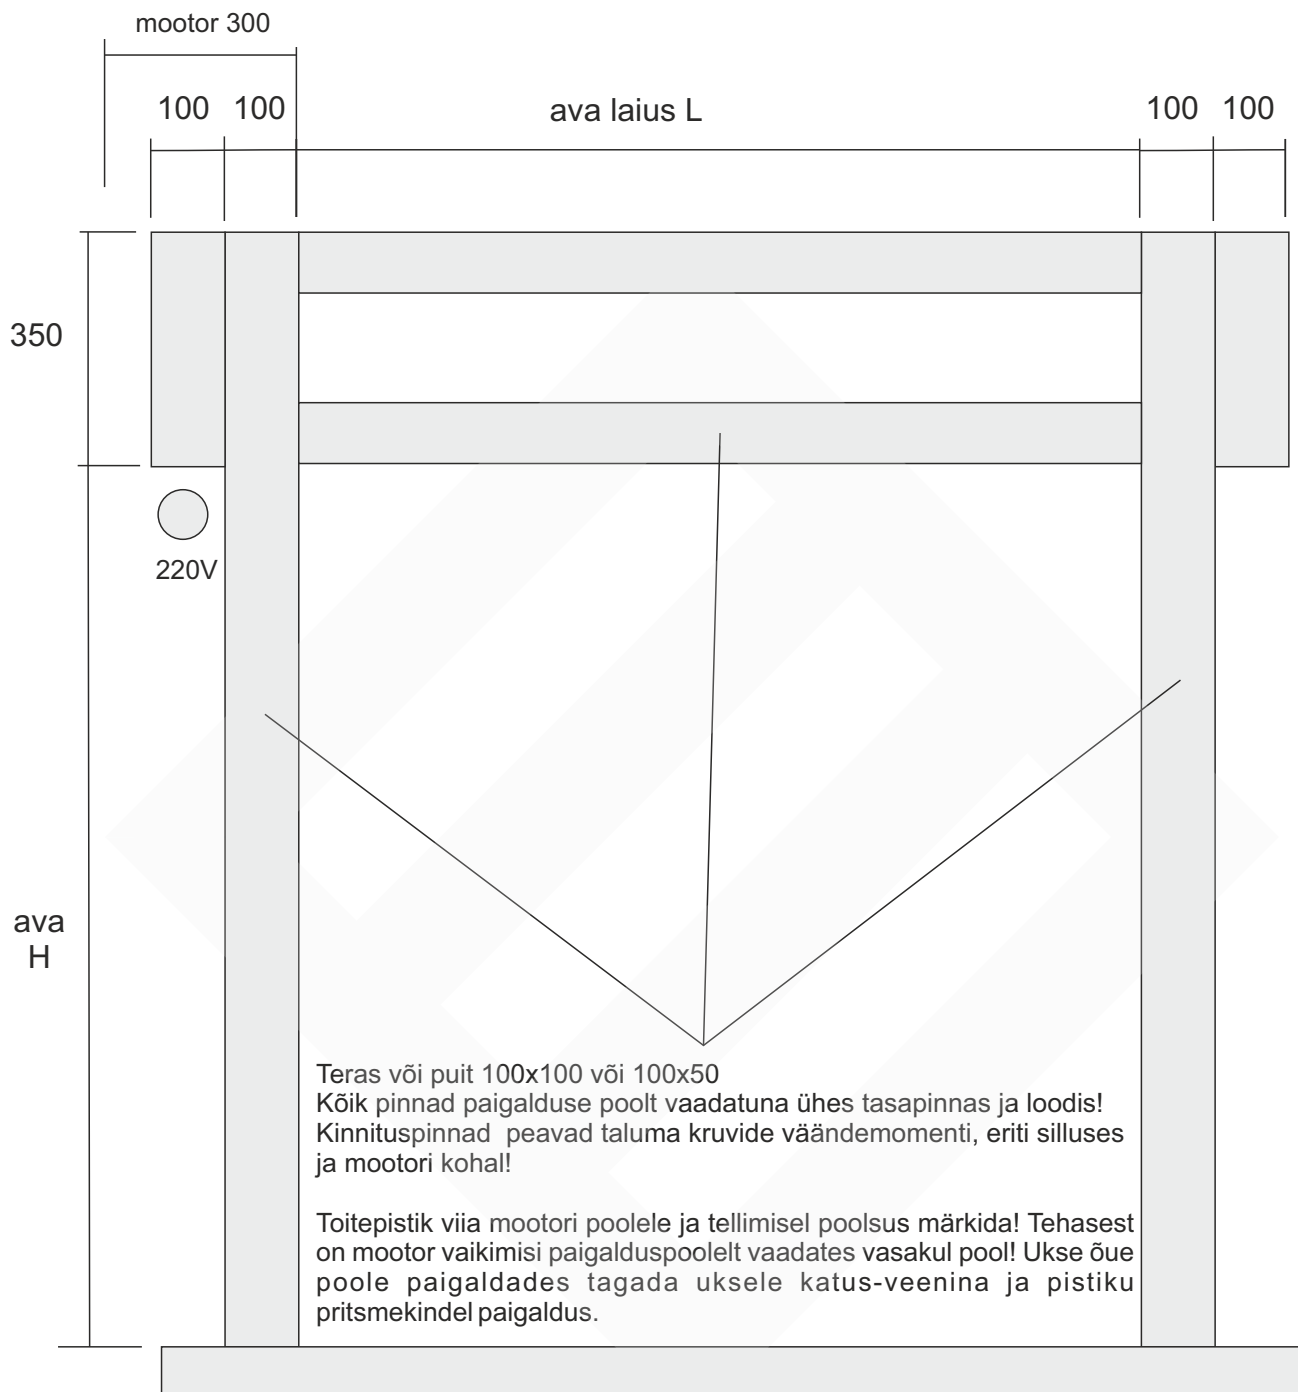 mootor 300
100 100 ava laius L 100 100
350
220V
ava
H
Teras või puit 100x100 või 100x50
Kõik pinnad paigalduse poolt vaadatuna ühes tasapinnas ja loodis!
Kinnituspinnad peavad taluma kruvide väändemomenti, eriti silluses
ja mootori kohal!
Toitepistik viia mootori poolele ja tellimisel poolsus märkida! Tehasest
on mootor vaikimisi paigalduspoolelt vaadates vasakul pool! Ukse õue
poole paigaldades tagada uksele katus-veenina ja pistiku
pritsmekindel paigaldus.